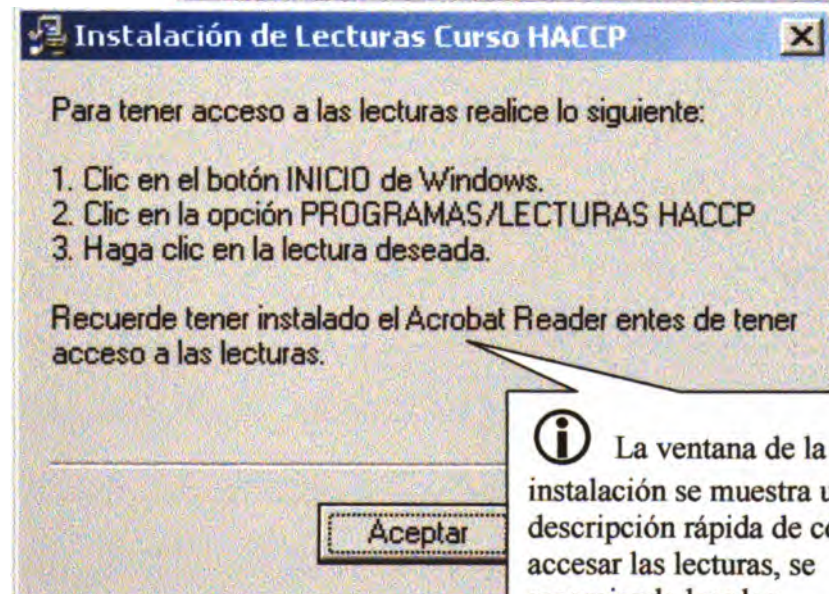 Instalación de Lecturas Curso HACCP
Para tener acceso a las lecturas realice lo siguiente:
1. Clic en el botón INICIO de Windows.
2. Clic en la opción PROGRAMAS/LECTURAS HACCP
3. Haga clic en la lectura deseada.
Recuerde tener instalado el Acrobat Reader entes de tener
acceso a las lecturas.
Aceptar
La ventana de la
instalación se muestra
descripción rápida de
accesar las lecturas, se